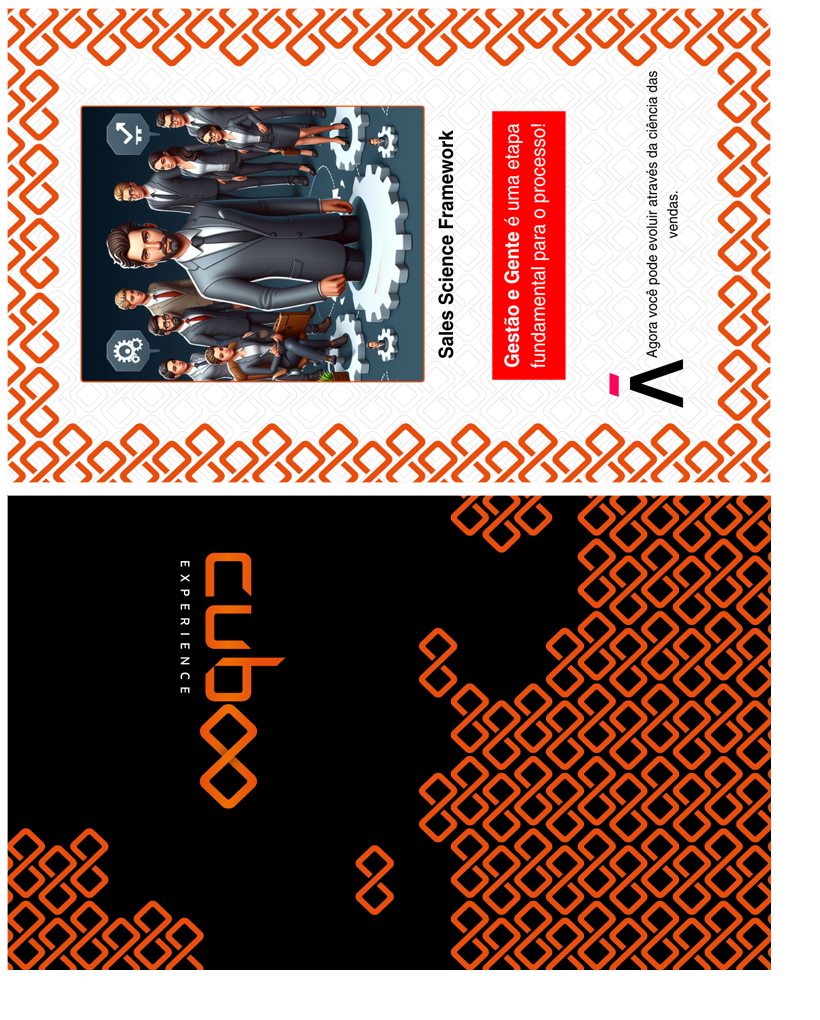 Sales Science Framework
Gestão e Gente é uma etapa
fundamental para o processo!
Agora você pode evoluir através da ciência das
vendas.
V
cuboo
EXPERIENCE